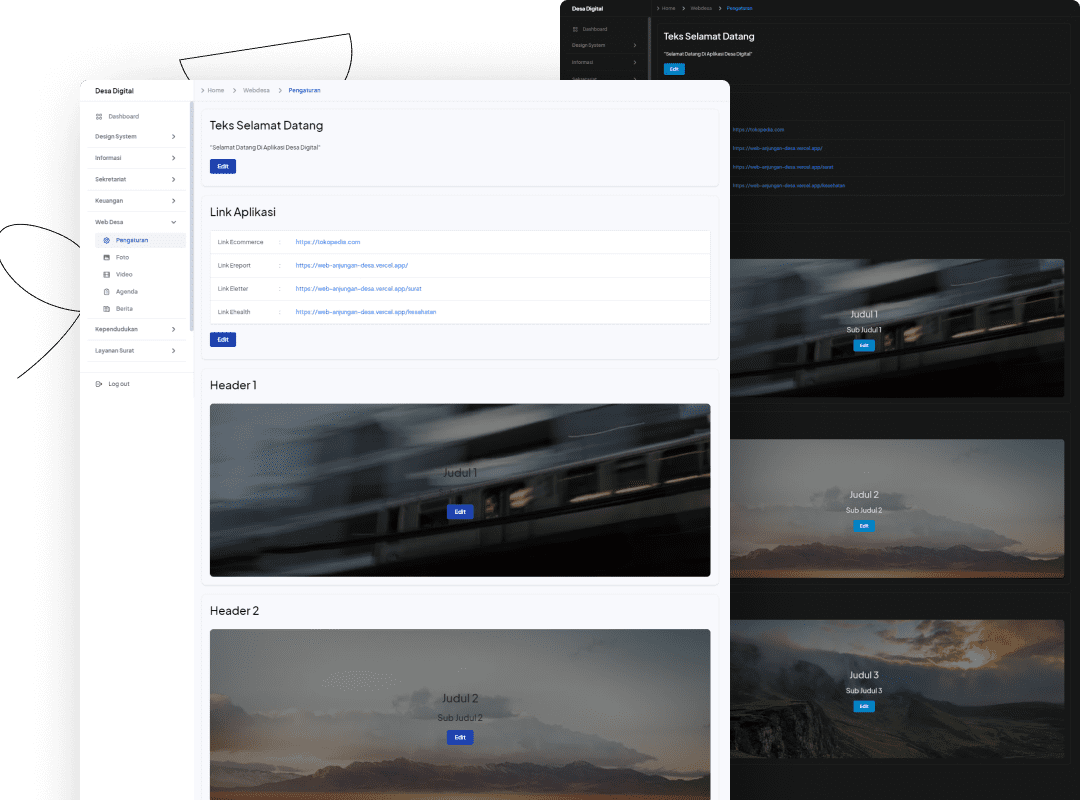 Desa Digital
Home > Webdesa > Pengaturan
Dashboard
Design System
Informasi
Sekretariat
Teks Selamat Datang
"Selamat Datang Di Aplikasi Desa Digital"
Edit
https://tokopedia.com
https://web-anjungan-desa.vercel.app/
https://web-anjungan-desa.vercel.app/surat
https://web-anjungan-desa.vercel.app/kesehatan
Judul 1
Sub Judul 1
Edit
Judul 2
Sub Judul 2
Edit
Judul 3
Sub Judul 3
Edit
Desa Digital
Home > Webdesa > Pengaturan
Dashboard
Design System
Informasi
Sekretariat
Keuangan
Web Desa
Pengaturan
Foto
Video
Agenda
Berita
Kependudukan
Layanan Surat
Log out
Teks Selamat Datang
"Selamat Datang Di Aplikasi Desa Digital"
Edit
Link Aplikasi
Link Ecommerce : https://tokopedia.com
Link Ereport : https://web-anjungan-desa.vercel.app/
Link Eletter : https://web-anjungan-desa.vercel.app/surat
Link Ehealth : https://web-anjungan-desa.vercel.app/kesehatan
Edit
Header 1
Judul 1
Edit
Header 2
Judul 2
Sub Judul 2
Edit